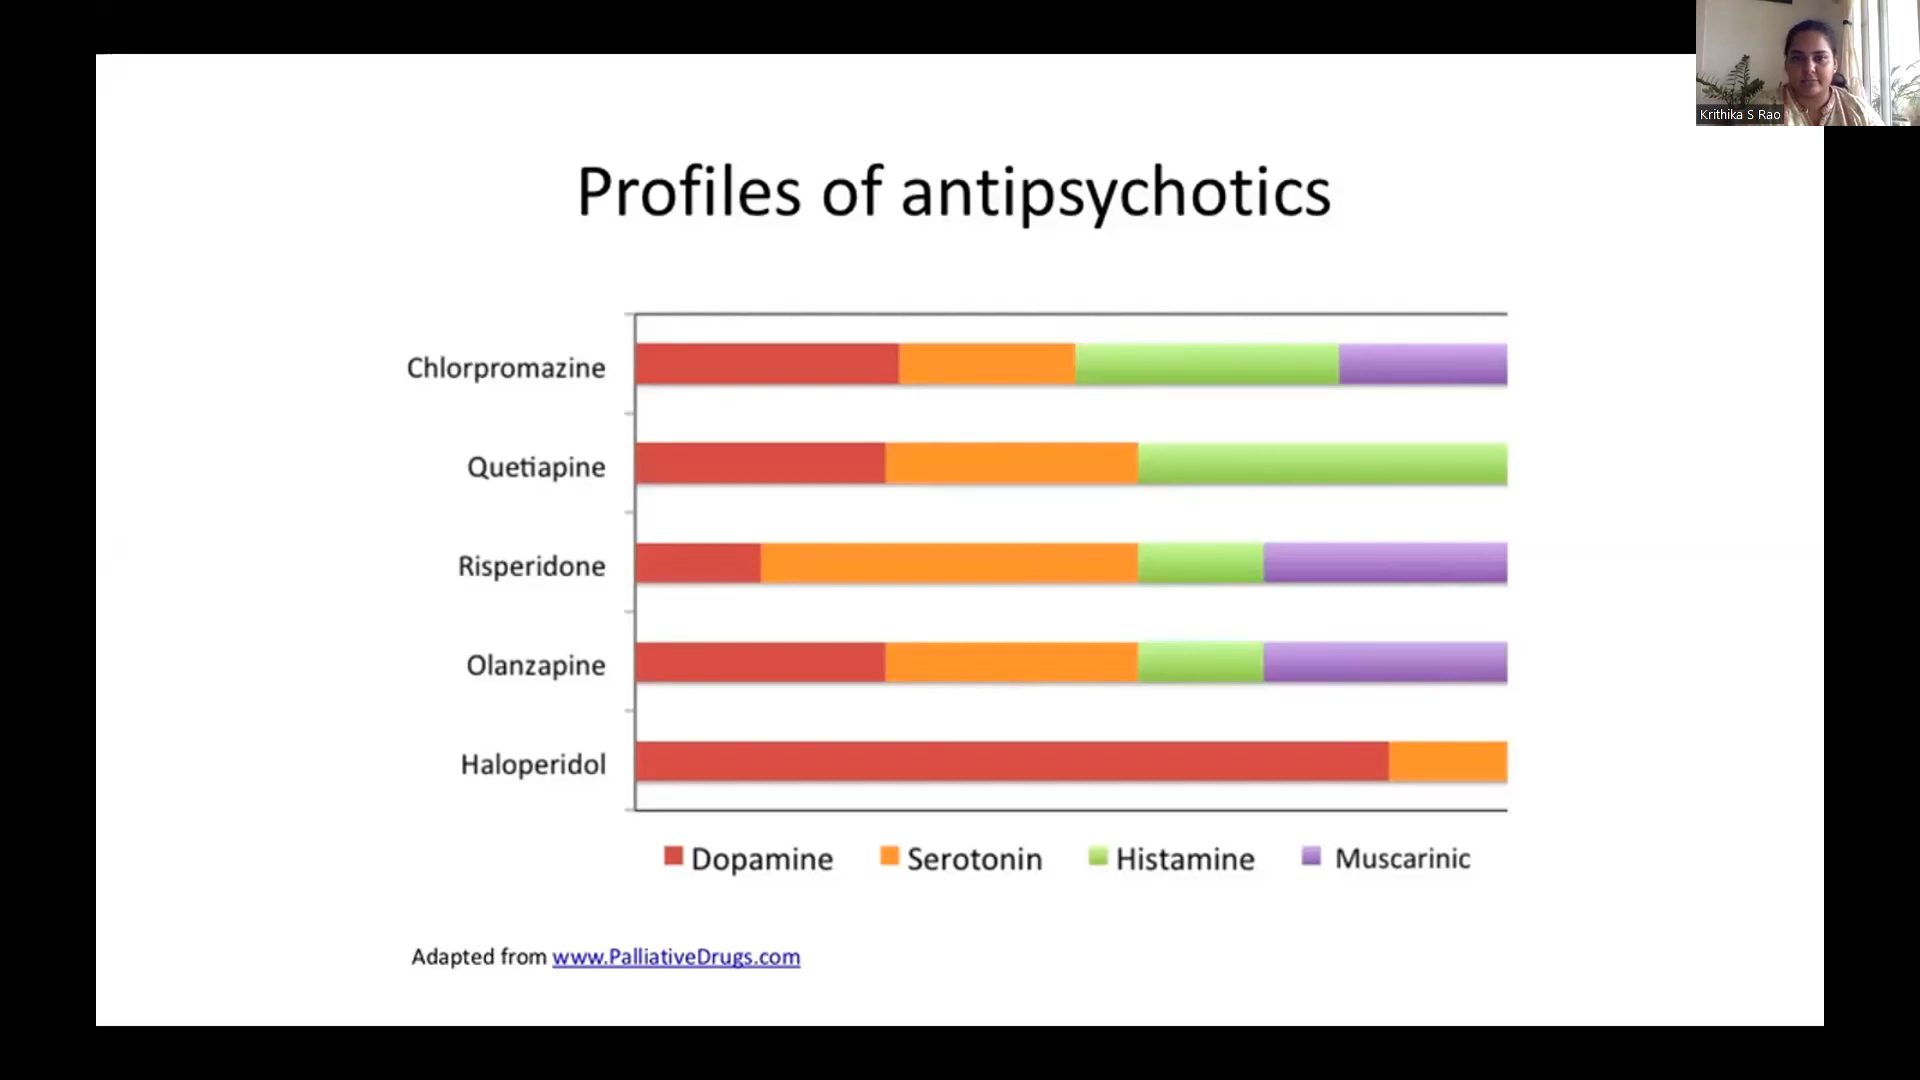 Krithika S Rao
Profiles of antipsychotics
Chlorpromazine
Quetiapine
Risperidone
Olanzapine
Haloperidol
Dopamine Serotonin Histamine Muscarinic
Adapted from www.PalliativeDrugs.com